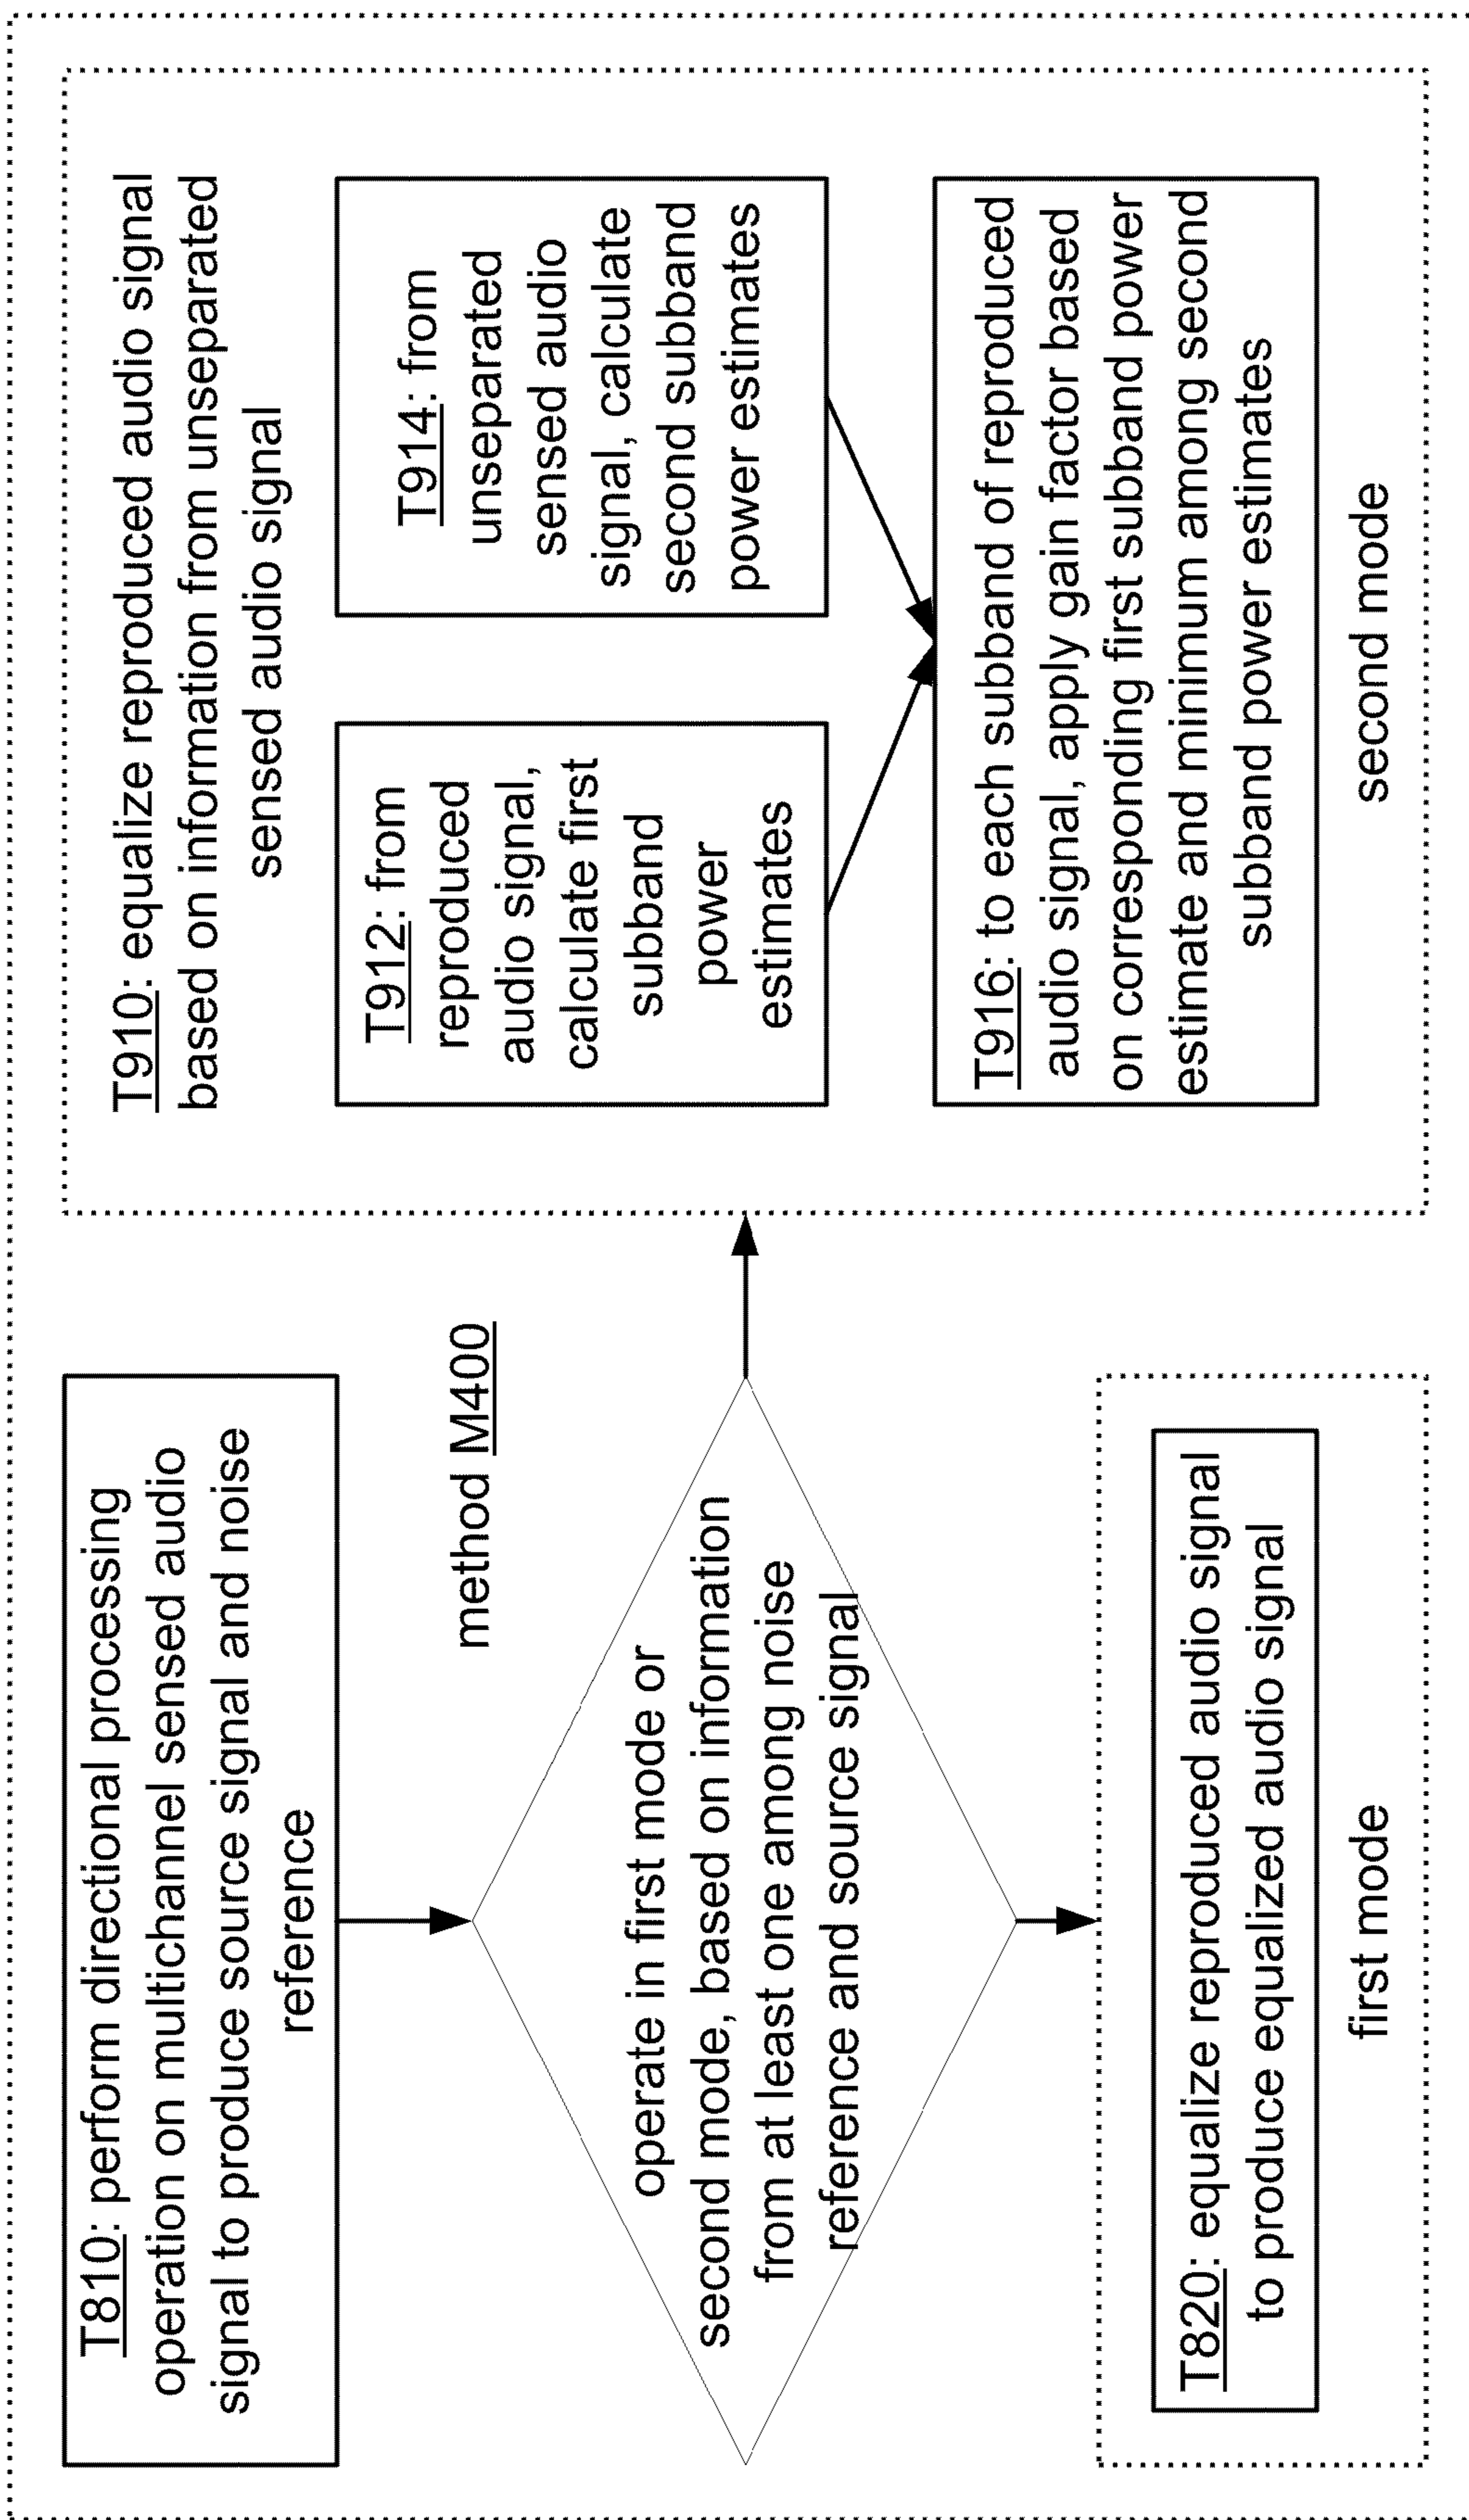 T810: perform directional processing
operation on multichannel sensed audio
signal to produce source signal and noise
reference
method M400
operate in first mode or
second mode, based on information
from at least one among noise
reference and source signal
T820: equalize reproduced audio signal
to produce equalized audio signal
first mode
T910: equalize reproduced audio signal
based on information from unseparated
sensed audio signal
T912: from
reproduced
audio signal,
calculate first
subband
power
estimates
T914: from
unseparated
sensed audio
signal, calculate
second subband
power estimates
T916: to each subband of reproduced
audio signal, apply gain factor based
on corresponding first subband power
estimate and minimum among second
subband power estimates
second mode